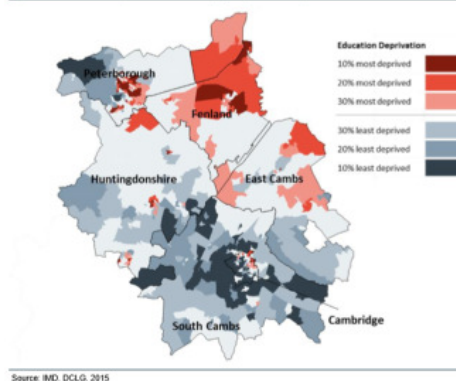 Education Deprivation
10% most deprived
20% most deprived
30% most deprived
30% least deprived
20% least deprived
10% least deprived
Peterborough
Fenland
Huntingdonshire
East Cambs
South Cambs
Cambridge
Source: IMD, DCLG, 2015